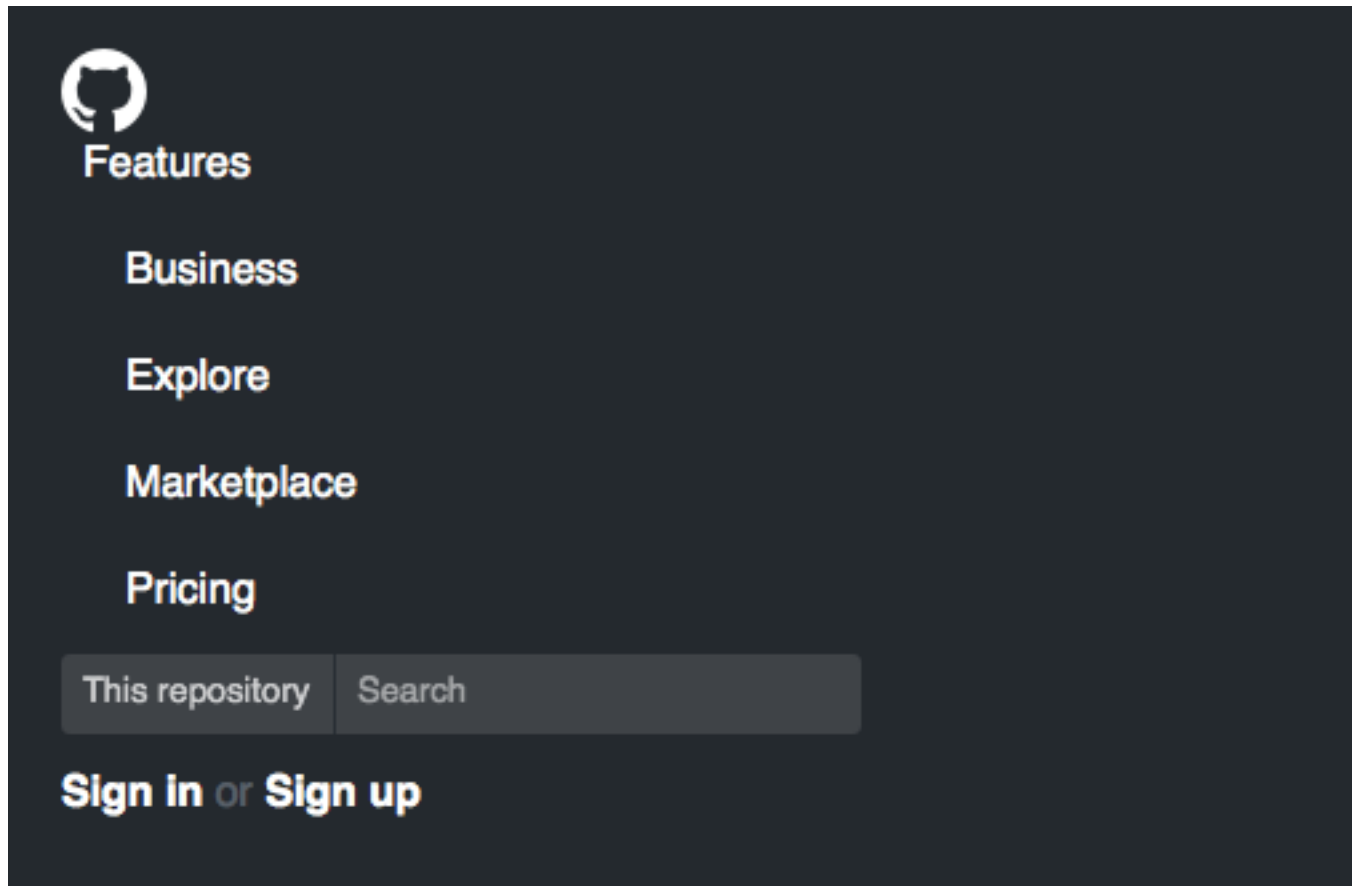 Features
Business
Explore
Marketplace
Pricing
This repository Search
Sign in or Sign up